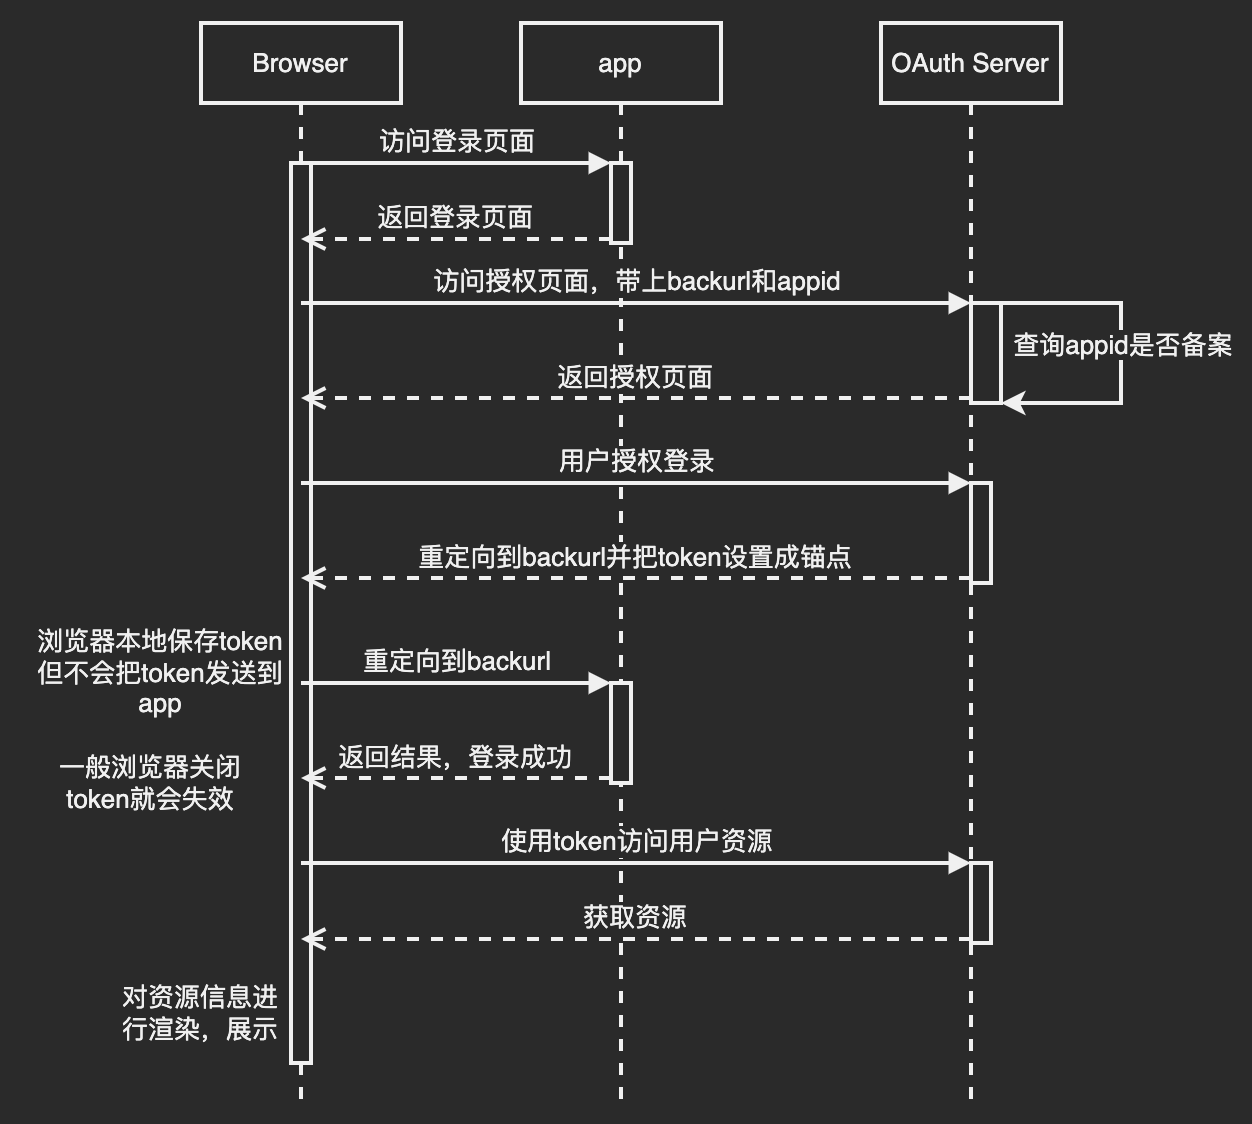 Browser
app
OAuth Server
访问登录页面
返回登录页面
访问授权页面，带上backurl和appid
查询appid是否备案
返回授权页面
用户授权登录
重定向到backurl并把token设置成锚点
浏览器本地保存token
但不会把token发送到
app
重定向到backurl
返回结果，登录成功
一般浏览器关闭
token就会失效
使用token访问用户资源
获取资源
对资源信息进
行渲染，展示